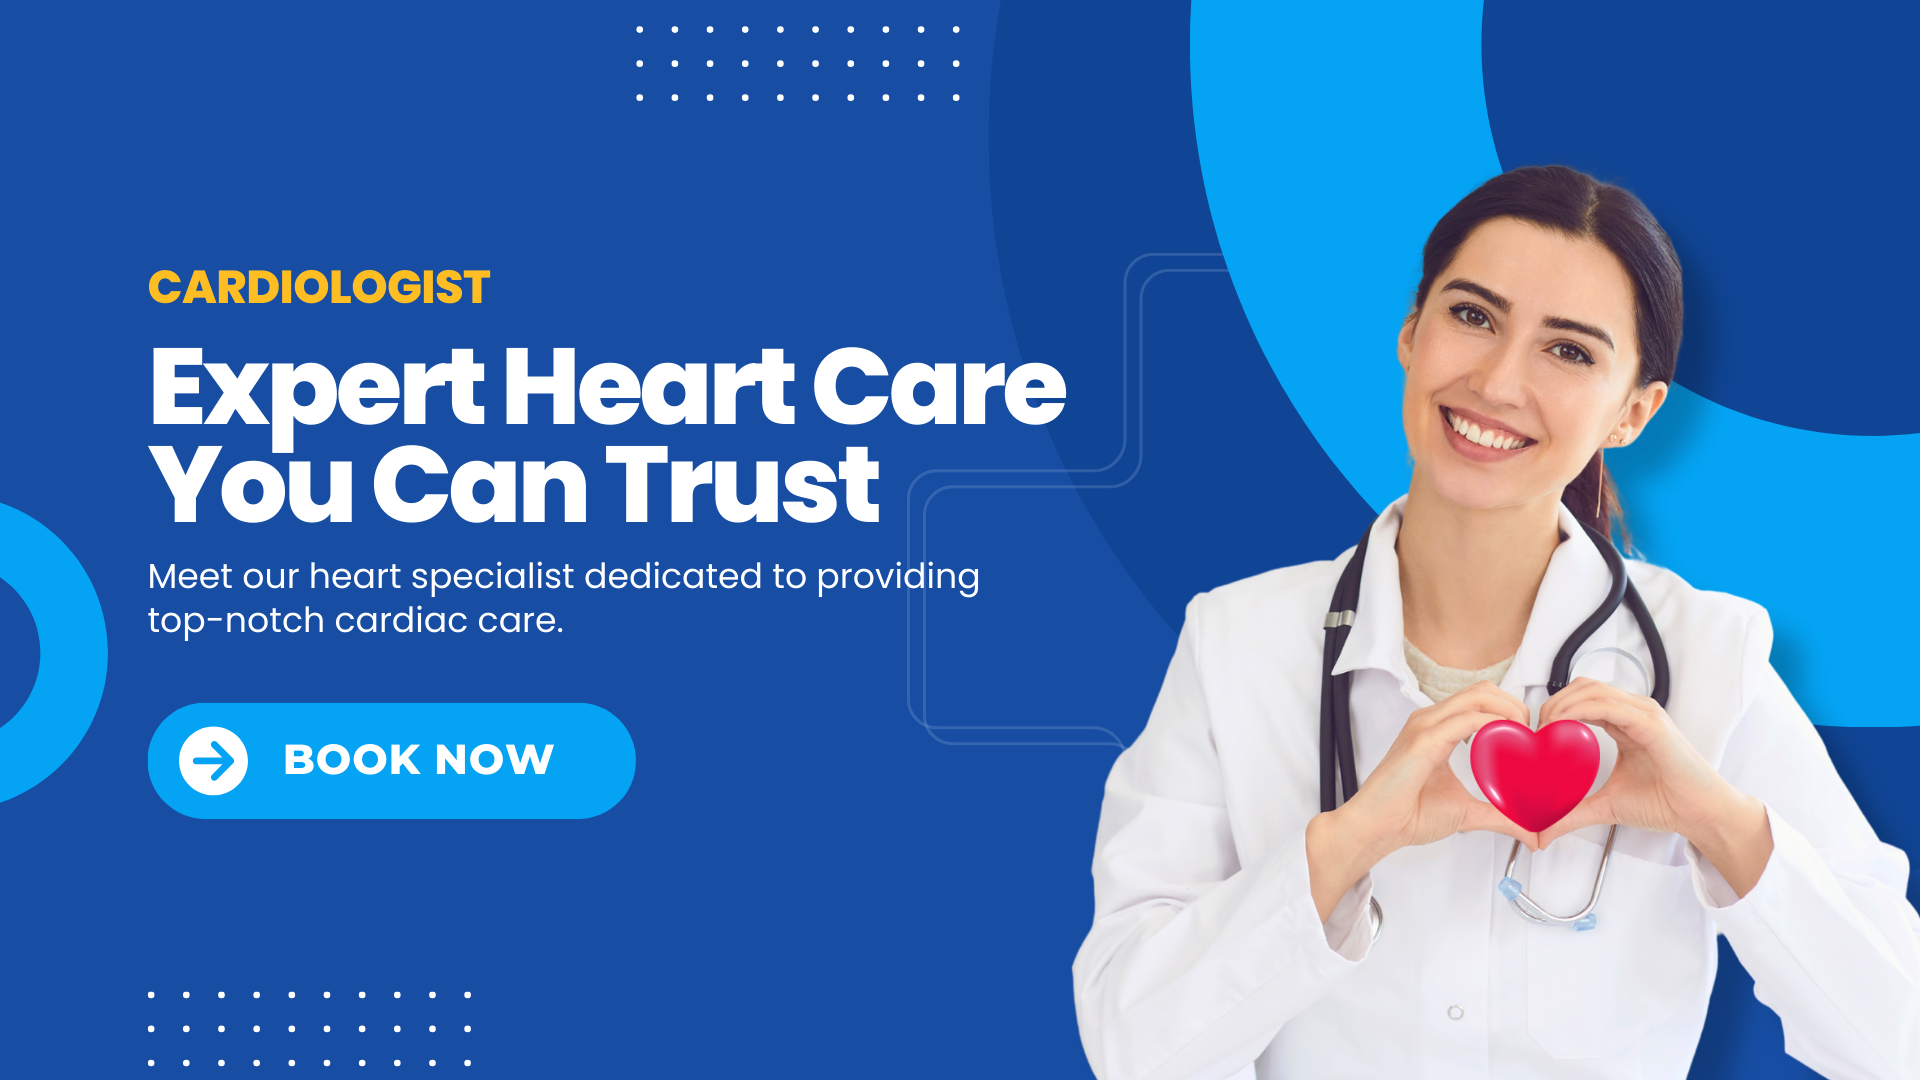 CARDIOLOGIST
Expert Heart Care
You Can Trust
Meet our heart specialist dedicated to providing
top-notch cardiac care.
BOOK NOW